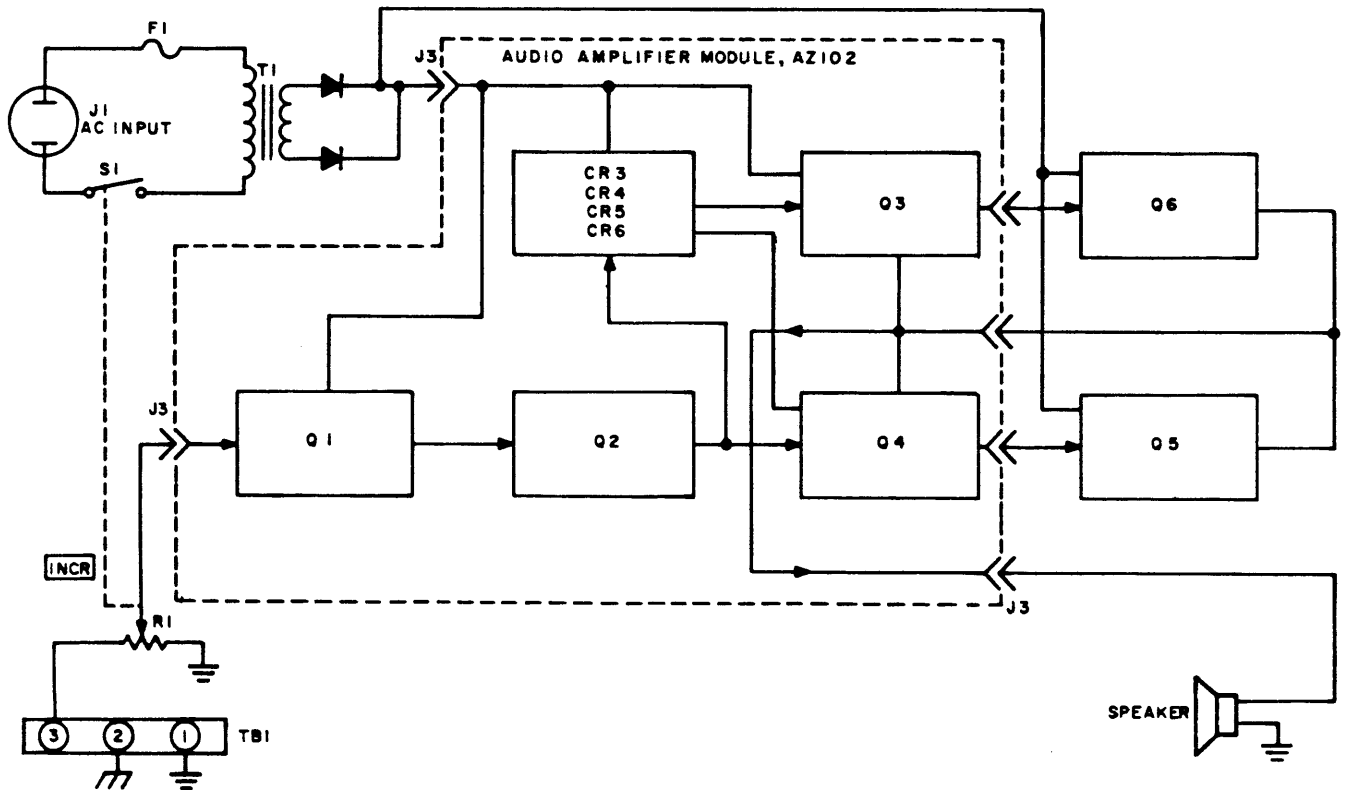 F1
T1
J1
AC INPUT
S1
J3
AUDIO AMPLIFIER MODULE, AZ102
CR3
CR4
CR5
CR6
Q3
Q6
J3
Q1
Q2
Q4
Q5
INCR
R1
J3
3
2
1
TB1
SPEAKER